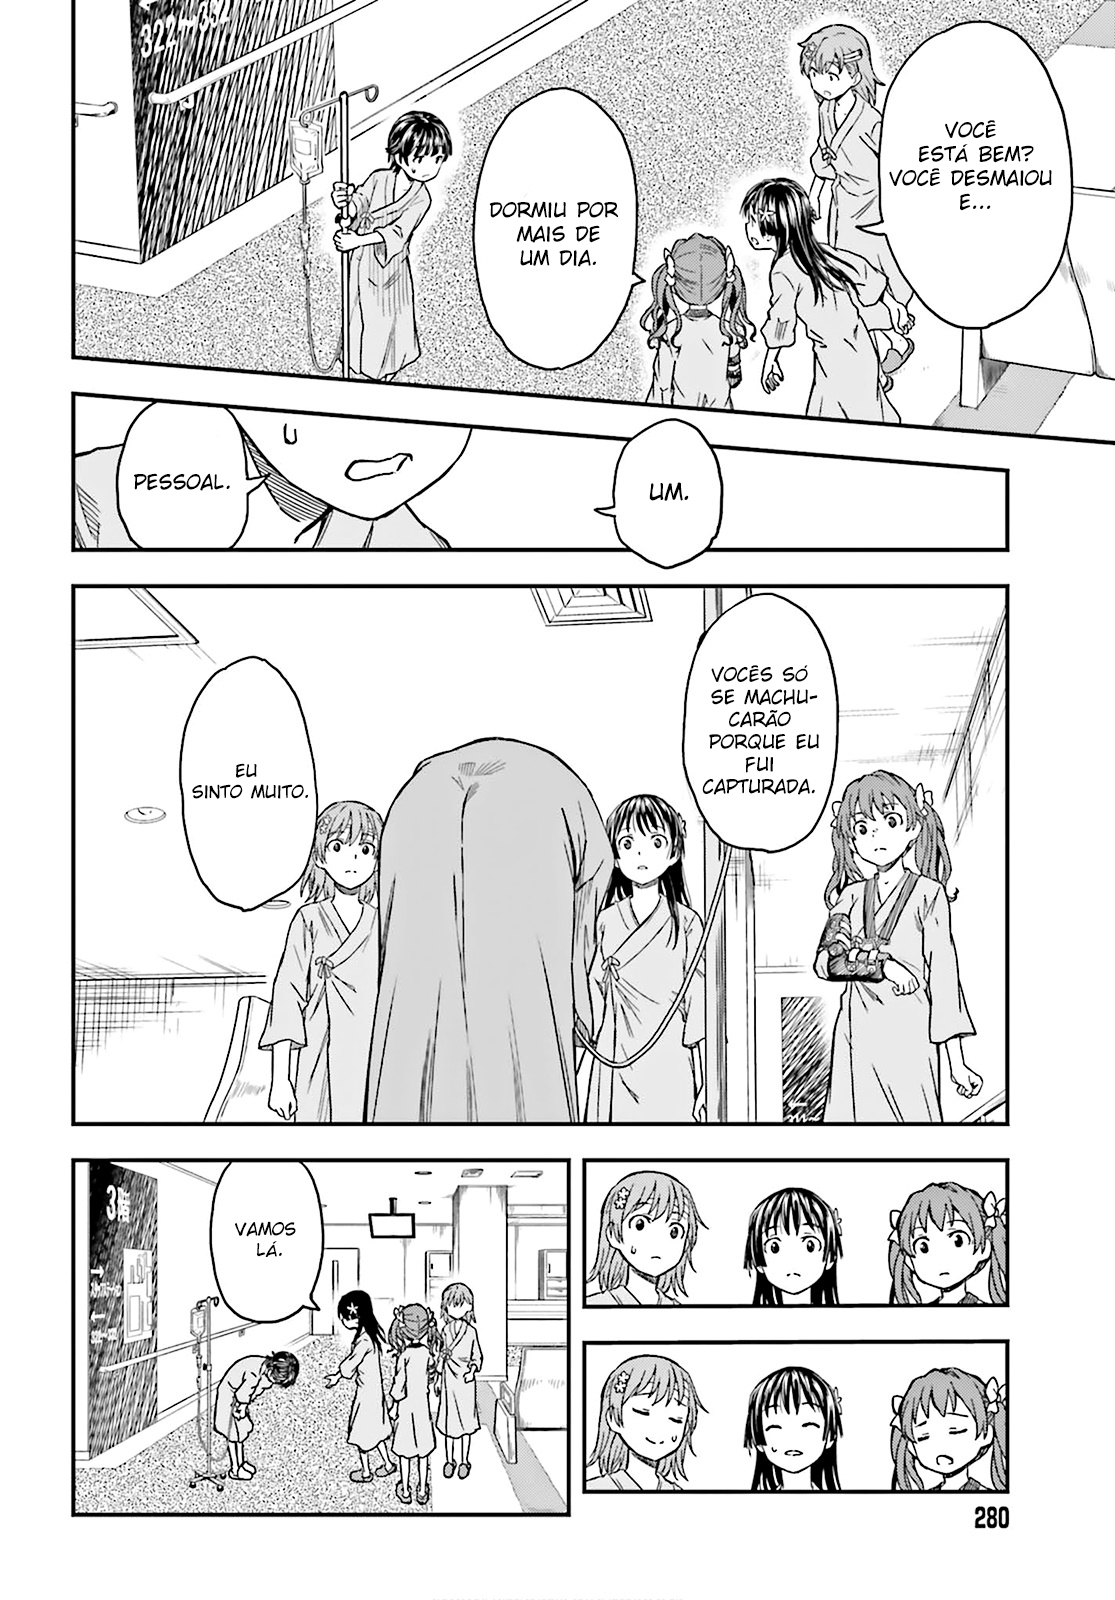 VOCÊ
ESTÁ BEM?
VOCÊ DESMAIOU
E...
DORMIU POR
MAIS DE
UM DIA.
322~332
UM.
PESSOAL.
VOCÊS SÓ
SE MACHU-
CARÃO
PORQUE EU
FUI
CAPTURADA.
EU
SINTO MUITO.
VAMOS
LÁ.
3階
280